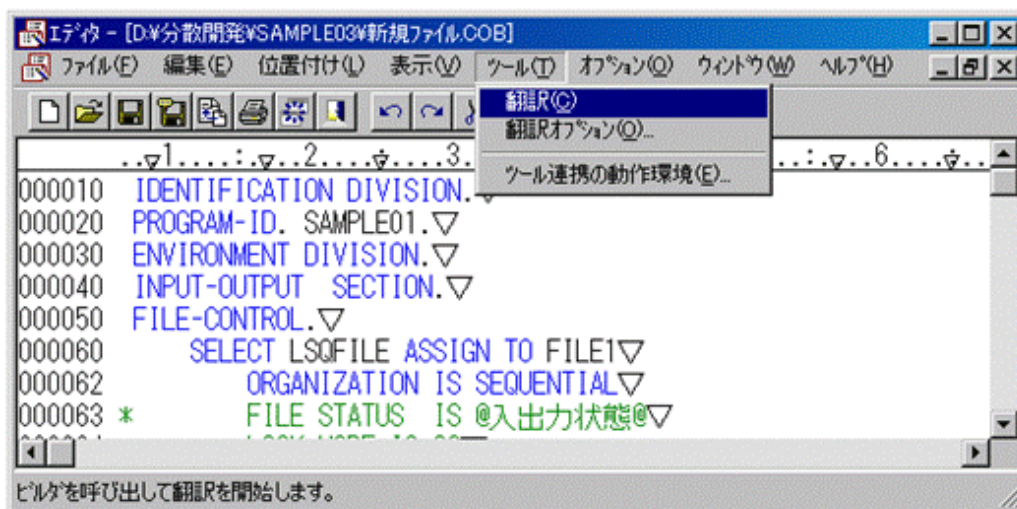 ｴﾃﾞｨﾀ - [D:¥分散開発¥SAMPLE03¥新規ﾌｧｲﾙ.COB]
ﾌｧｲﾙ(F) 編集(E) 位置付け(L) 表示(V) ﾂｰﾙ(T) ｵﾌﾟｼｮﾝ(O) ｳｨﾝﾄﾞｳ(W) ﾍﾙﾌﾟ(H)
翻訳(C)
翻訳ｵﾌﾟｼｮﾝ(O)...
ﾂｰﾙ連携の動作環境(E)...
..▽1....:.▽..2....▽....3. ..:.▽..6....▽..
000010 IDENTIFICATION DIVISION.▽
000020 PROGRAM-ID. SAMPLE01.▽
000030 ENVIRONMENT DIVISION.▽
000040 INPUT-OUTPUT SECTION.▽
000050 FILE-CONTROL.▽
000060 SELECT LSQFILE ASSIGN TO FILE1▽
000062 ORGANIZATION IS SEQUENTIAL▽
000063 * FILE STATUS IS @入出力状態@▽
ﾋﾞﾙﾀﾞを呼び出して翻訳を開始します。